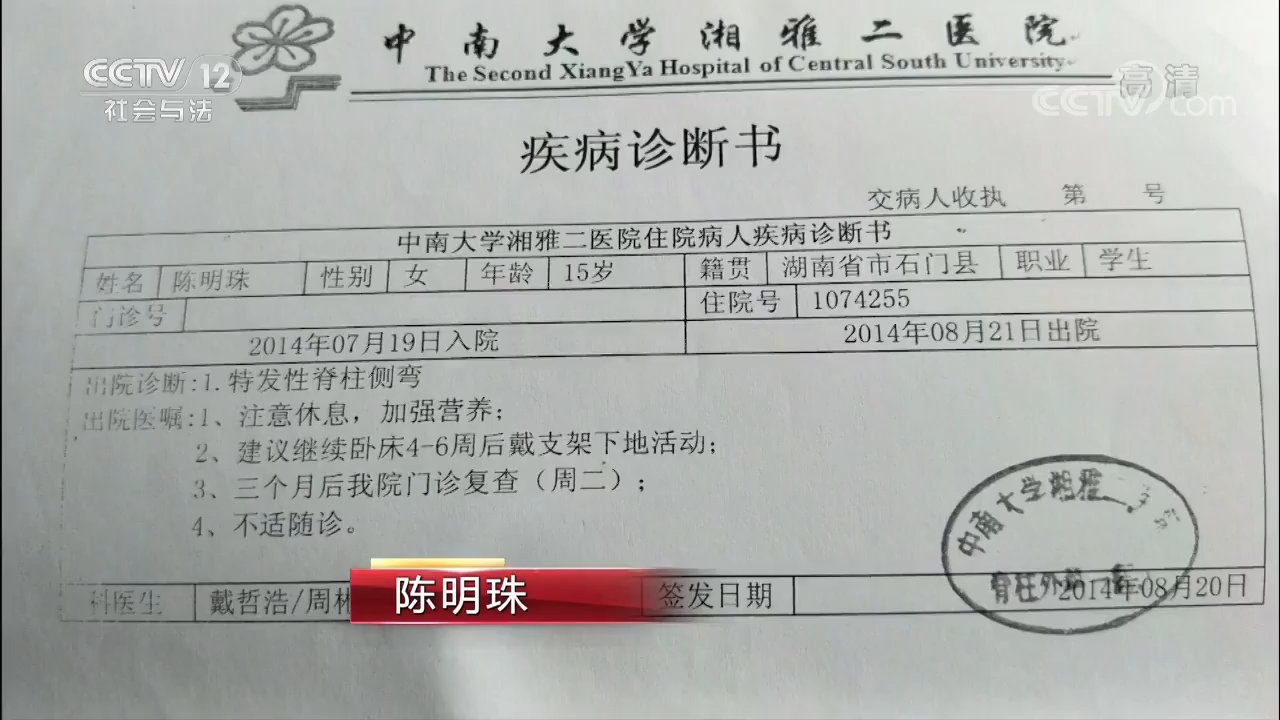 中南大学湘雅二医院
The Second XiangYa Hospital of Central South University
CCTV 12
社会与法
高清
CCTV.com
疾病诊断书
交病人收执 第 号
中南大学湘雅二医院住院病人疾病诊断书
姓名 陈明珠 性别 女 年龄 15岁 籍贯 湖南省市石门县 职业 学生
门诊号 住院号 1074255
2014年07月19日入院 2014年08月21日出院
出院诊断:1.特发性脊柱侧弯
出院医嘱:1、注意休息，加强营养；
2、建议继续卧床4-6周后戴支架下地活动；
3、三个月后我院门诊复查（周二）；
4、不适随诊。
中南大学湘雅二
脊柱外
科医生 戴哲浩/周 签发日期 2014年08月20日
陈明珠